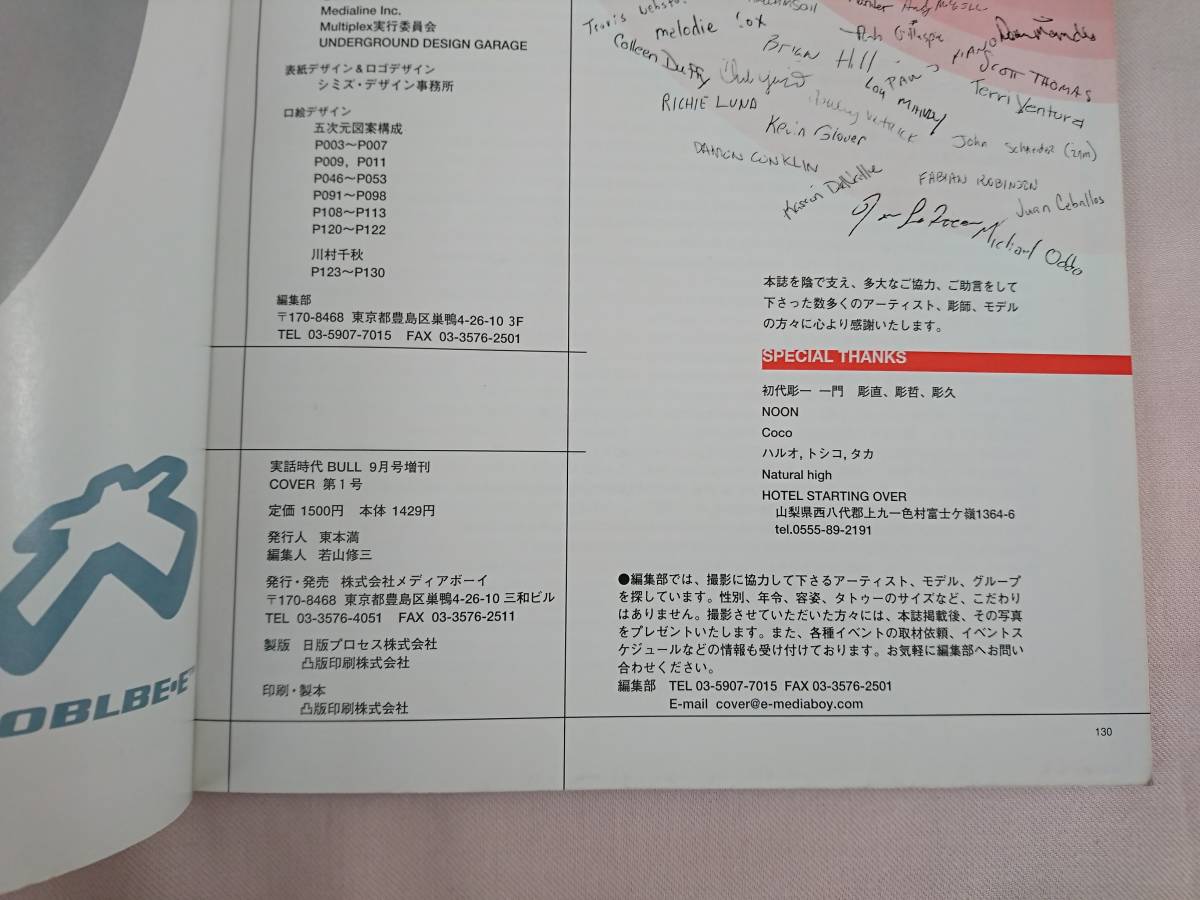 Medialine Inc.
Multiplex実行委員会
UNDERGROUND DESIGN GARAGE
表紙デザイン＆ロゴデザイン
シミズ・デザイン事務所
口絵デザイン
五次元図案構成
P003〜P007
P009, P011
P046〜P053
P091〜P098
P108〜P113
P120〜P122
川村千秋
P123〜P130
編集部
〒170-8468 東京都豊島区巣鴨4-26-10 3F
TEL 03-5907-7015 FAX 03-3576-2501
実話時代 BULL 9月号増刊
COVER 第1号
定価 1500円 本体 1429円
発行人 東本満
編集人 若山修三
発行・発売 株式会社メディアボーイ
〒170-8468 東京都豊島区巣鴨4-26-10 三和ビル
TEL 03-3576-4051 FAX 03-3576-2511
製版 日版プロセス株式会社
凸版印刷株式会社
印刷・製本
凸版印刷株式会社
Travis
melodie Cox
Colleen Duffy
Brian Hill
Gillespie
SCOTT THOMAS
Terri Ventura
RICHIE LUNA
Kevin Glover
John Schneider
DAMON CONKLIN
FABIAN ROBINSON
Juan Ceballos
Michael Oddo
本誌を陰で支え、多大なご協力、ご助言をして
下さった数多くのアーティスト、彫師、モデル
の方々に心より感謝いたします。
SPECIAL THANKS
初代彫一 一門 彫直、彫哲、彫久
NOON
Coco
ハルオ, トシコ, タカ
Natural high
HOTEL STARTING OVER
山梨県西八代郡上九一色村富士ケ嶺1364-6
tel.0555-89-2191
●編集部では、撮影に協力して下さるアーティスト、モデル、グループ
を探しています。性別、年令、容姿、タトゥーのサイズなど、こだわり
はありません。撮影させていただいた方々には、本誌掲載後、その写真
をプレゼントいたします。また、各種イベントの取材依頼、イベントス
ケジュールなどの情報も受け付けております。お気軽に編集部へお問い
合わせください。
編集部 TEL 03-5907-7015 FAX 03-3576-2501
E-mail cover@e-mediaboy.com
130
OBLBE•E